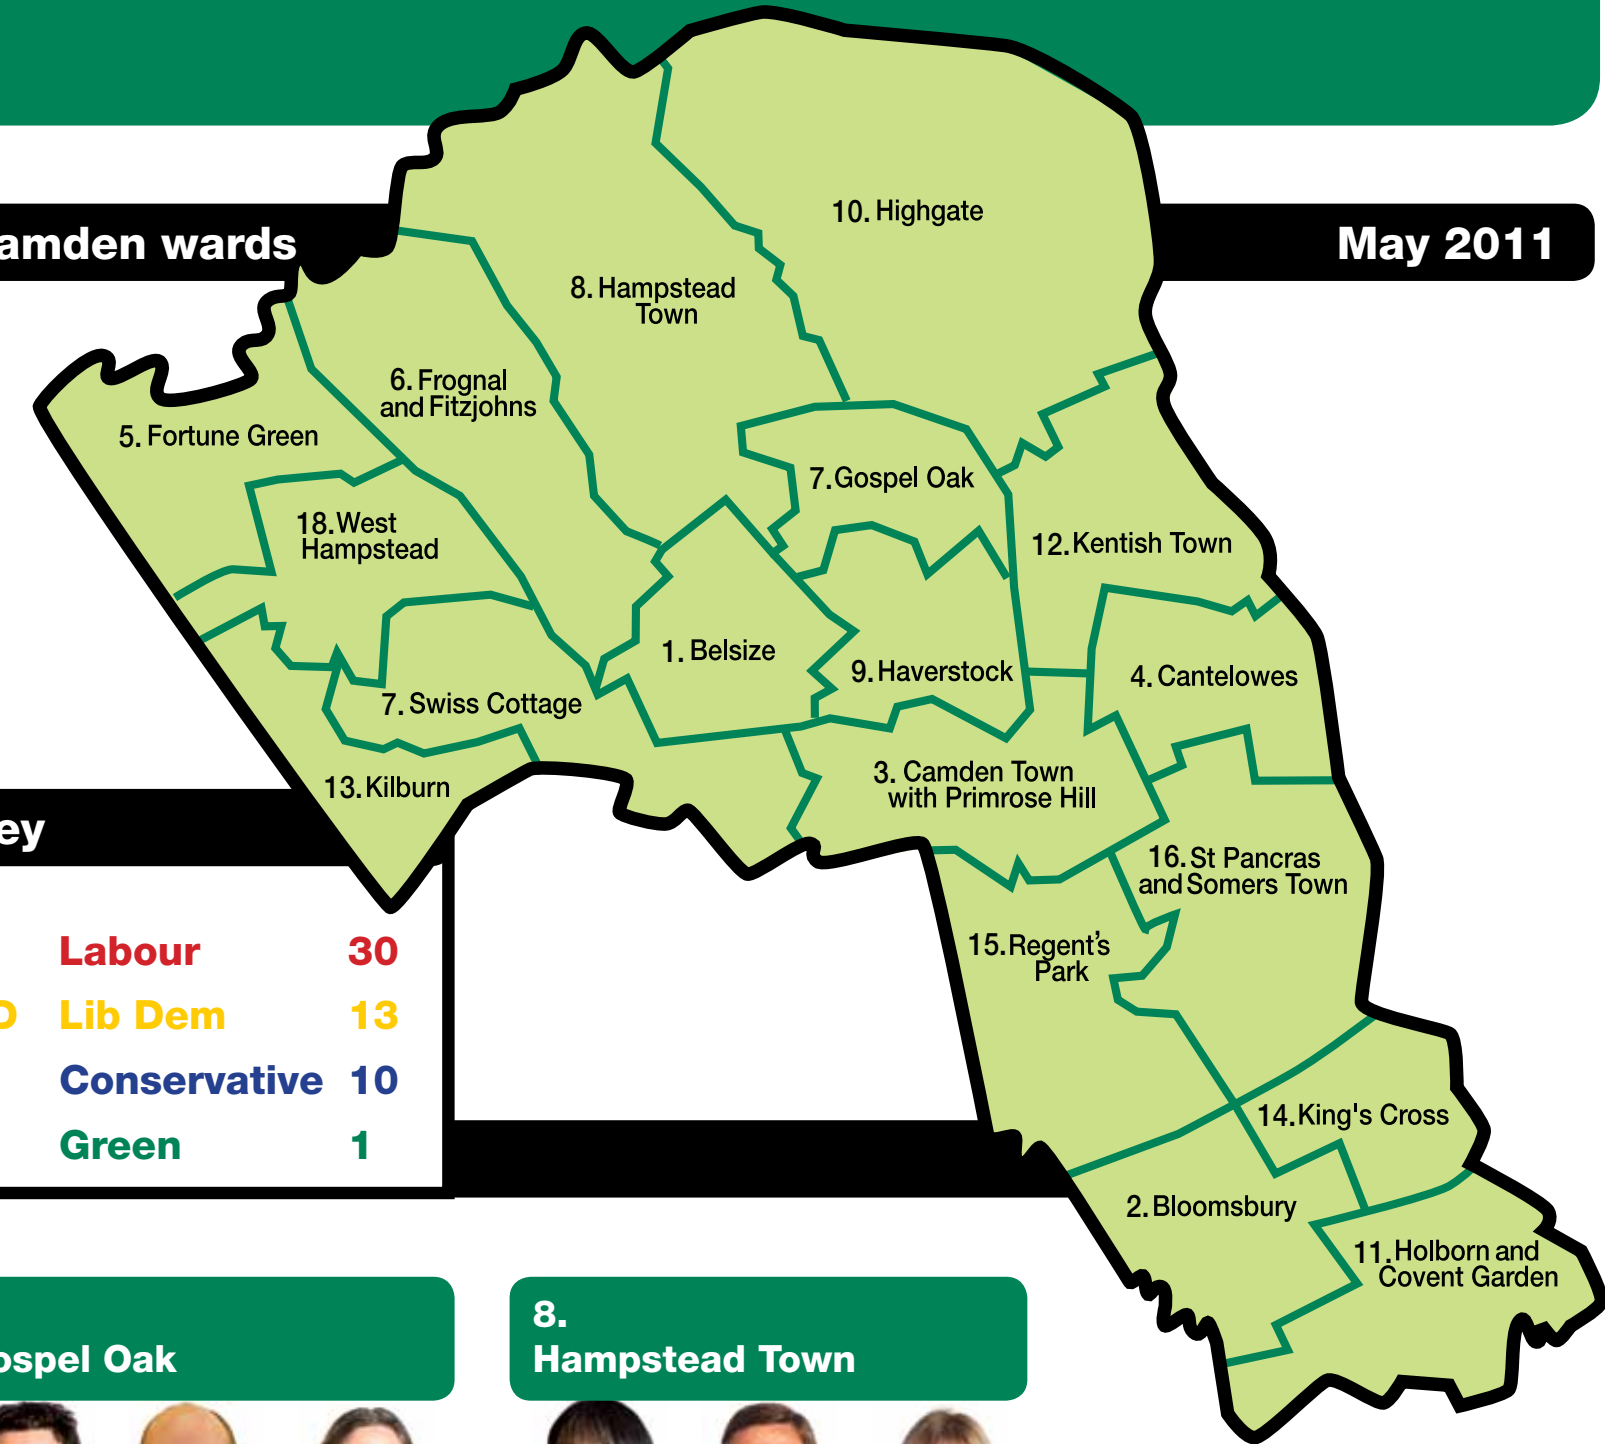 amden wards
May 2011
10. Highgate
8. Hampstead
Town
6. Frognal
and Fitzjohns
5. Fortune Green
7. Gospel Oak
18. West
Hampstead
12. Kentish Town
1. Belsize
9. Haverstock
4. Cantelowes
7. Swiss Cottage
3. Camden Town
with Primrose Hill
13. Kilburn
ey
16. St Pancras
and Somers Town
15. Regent's
Park
Labour 30
D Lib Dem 13
Conservative 10
Green 1
14. King's Cross
2. Bloomsbury
11. Holborn and
Covent Garden
ospel Oak
8.
Hampstead Town